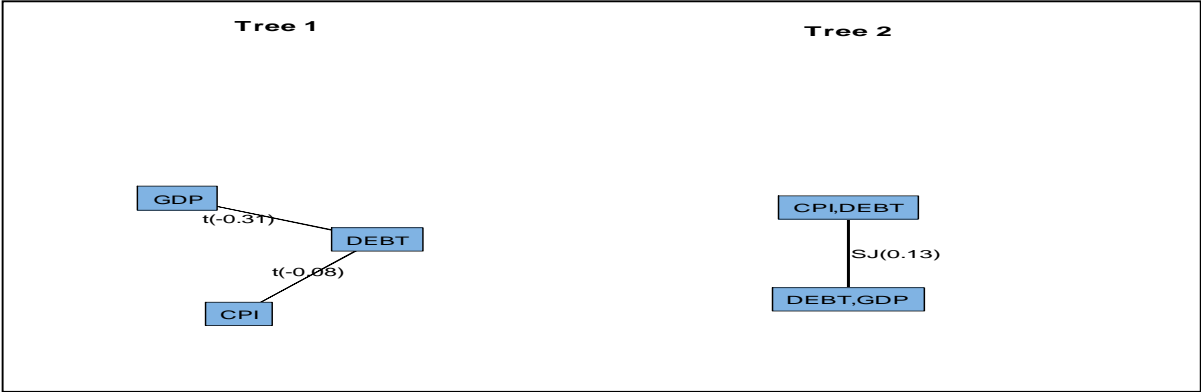 Tree 1
Tree 2
GDP
t(-0.31)
DEBT
t(-0.08)
CPI
CPI,DEBT
SJ(0.13)
DEBT,GDP